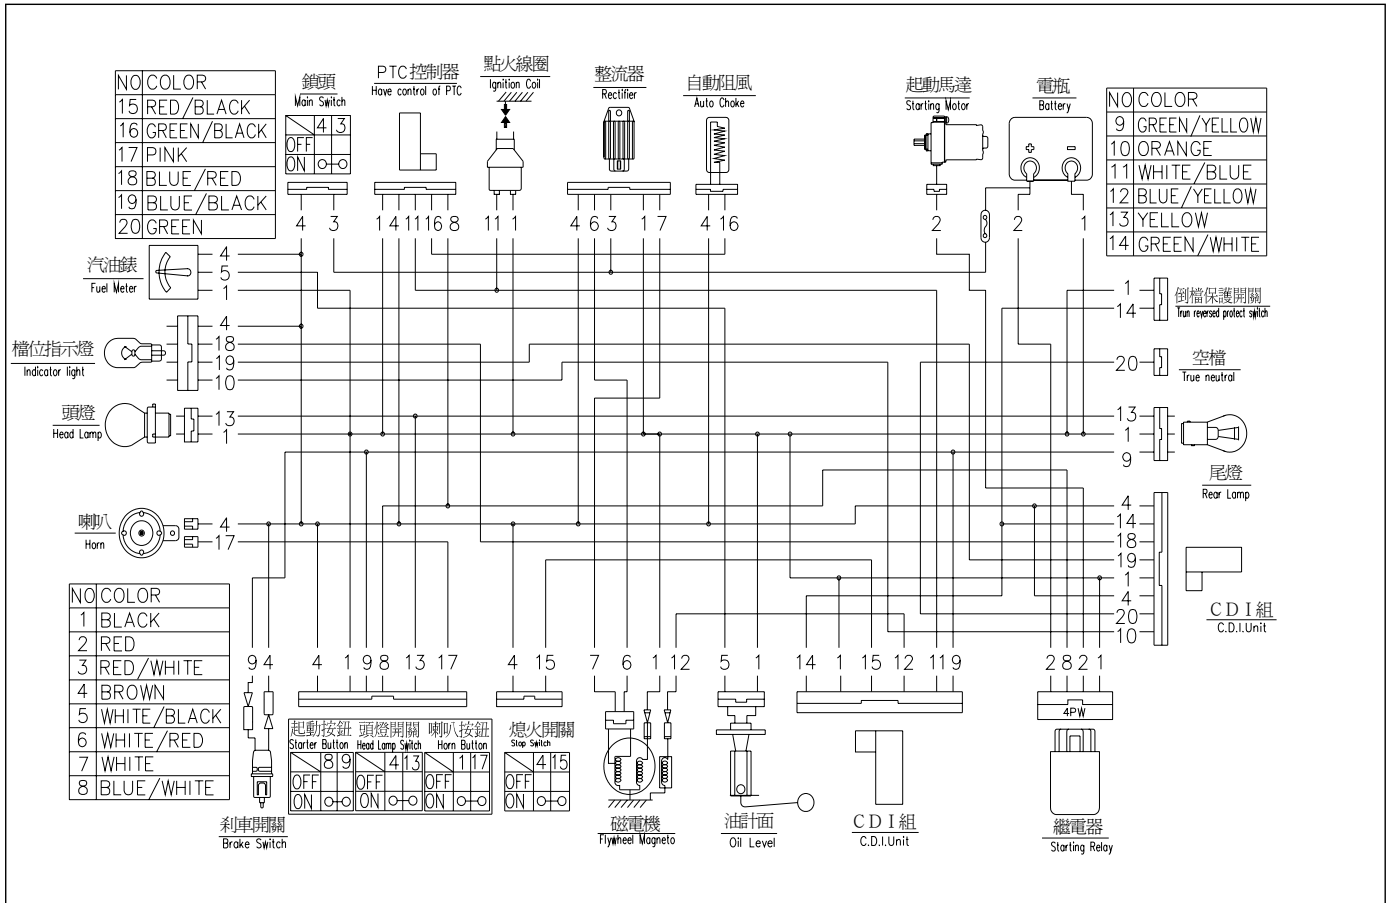 NO COLOR
15 RED/BLACK
16 GREEN/BLACK
17 PINK
18 BLUE/RED
19 BLUE/BLACK
20 GREEN
鎖頭
Main Switch
4 3
OFF
ON
PTC控制器
Have control of PTC
點火線圈
Ignition Coil
整流器
Rectifier
自動阻風
Auto Choke
起動馬達
Starting Motor
電瓶
Battery
+ -
NO COLOR
9 GREEN/YELLOW
10 ORANGE
11 WHITE/BLUE
12 BLUE/YELLOW
13 YELLOW
14 GREEN/WHITE
4 3 1 4 11 16 8 11 1 4 6 3 1 7 4 16 2 2 1
汽油錶
Fuel Meter
4
5
1
檔位指示燈
Indicator light
4
18
19
10
頭燈
Head Lamp
13
1
喇叭
Horn
4
17
1
14
倒檔保護開關
Trun reversed protect switch
20
空檔
True neutral
13
1
9
尾燈
Rear Lamp
4
14
18
19
1
4
20
10
CDI組
C.D.I.Unit
NO COLOR
1 BLACK
2 RED
3 RED/WHITE
4 BROWN
5 WHITE/BLACK
6 WHITE/RED
7 WHITE
8 BLUE/WHITE
9 4 4 1 9 8 13 17 4 15 7 6 1 12 5 1 14 1 15 12 11 9 2 8 2 1
剎車開關
Brake Switch
起動按鈕
Starter Button
8 9
OFF
ON
頭燈開關
Head Lamp Switch
4 13
OFF
ON
喇叭按鈕
Horn Button
1 17
OFF
ON
熄火開關
Stop Switch
4 15
OFF
ON
磁電機
Flywheel Magneto
油計面
Oil Level
CDI組
C.D.I.Unit
4PW
繼電器
Starting Relay